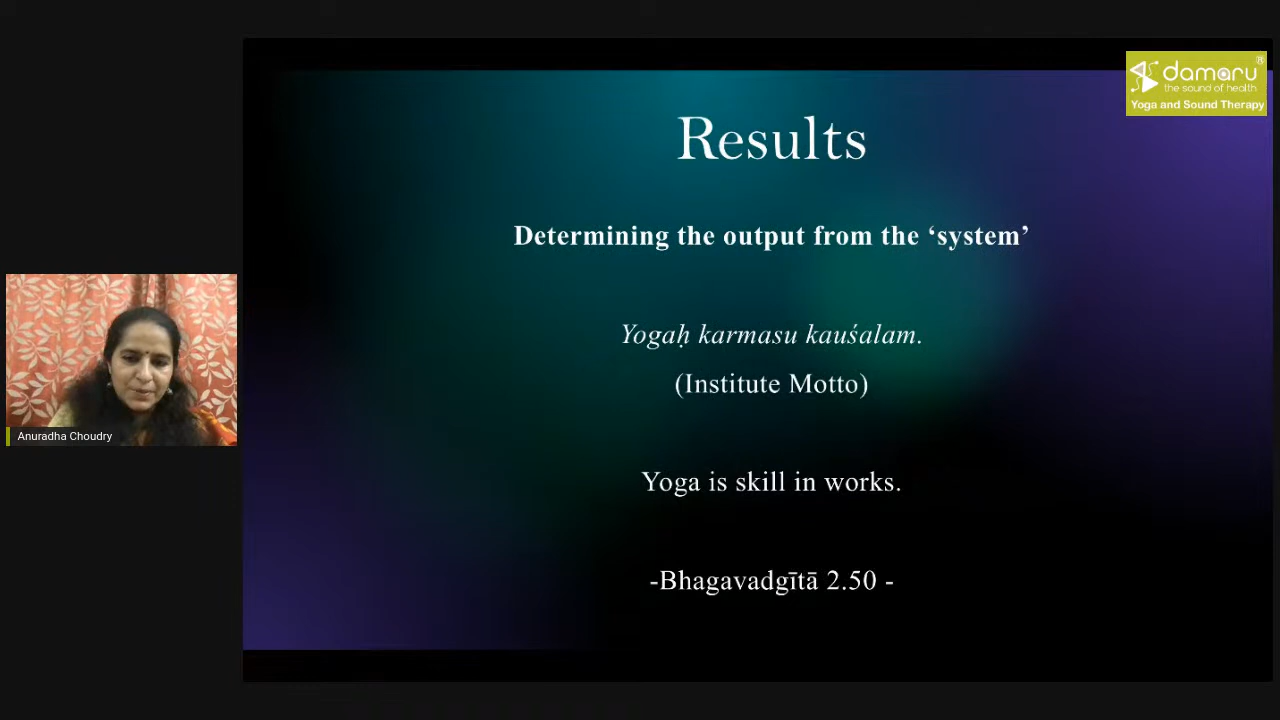 damaru®
the sound of health
Yoga and Sound Therapy
Results
Determining the output from the ‘system’
Yogaḥ karmasu kauśalam.
(Institute Motto)
Yoga is skill in works.
-Bhagavadgītā 2.50 -
Anuradha Choudry